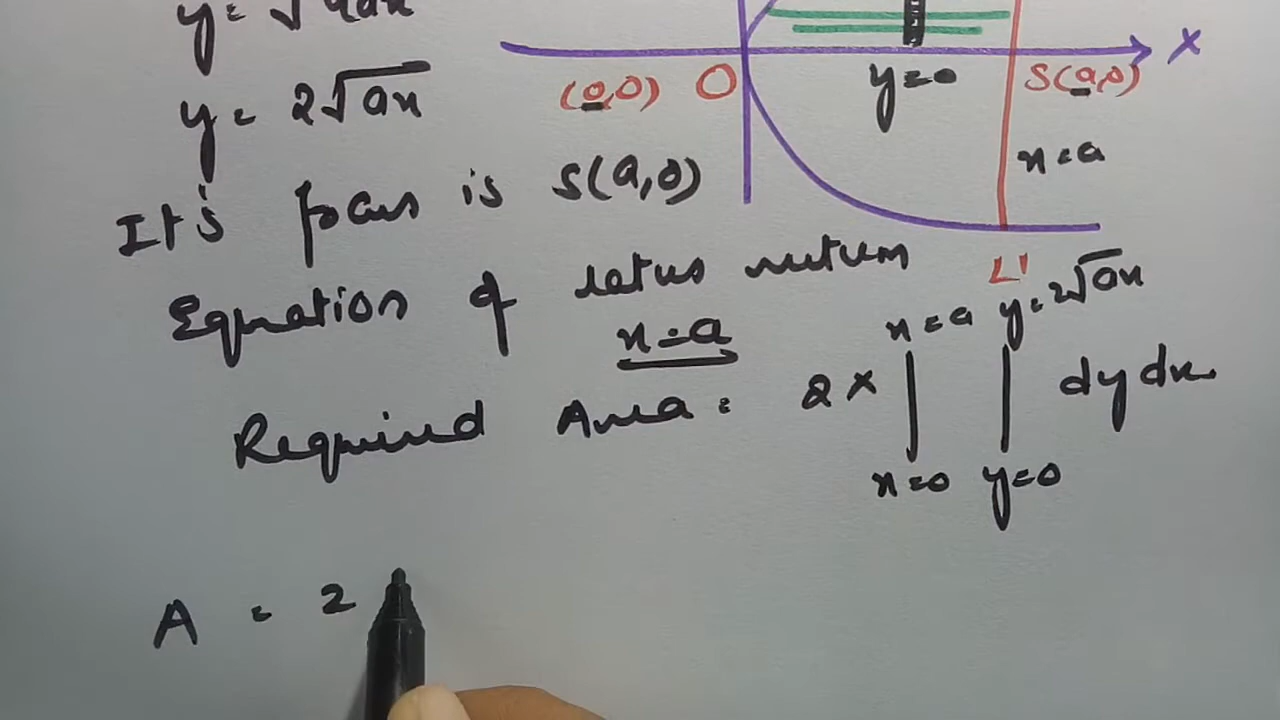 y = √4ax
y = 2√ax
It's focus is S(a,0)
Equation of latus rectum
x = a
Required Area = 2 × ∫ ∫ dy dx
x = a y = 2√ax
x = 0 y = 0
A = 2
X
(0,0) O y = 0 S(a,0)
x = a
L'